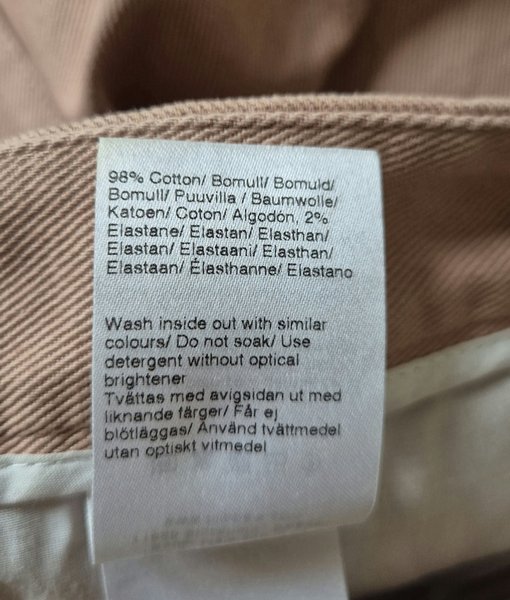 98% Cotton/ Bomull/ Bomuld/
Bomull/ Puuvilla / Baumwolle/
Katoen/ Coton/ Algodón, 2%
Elastane/ Elastan/ Elasthan/
Elastan/ Elastaani/ Elasthan/
Elastaan/ Élasthanne/ Elastano
Wash inside out with similar
colours/ Do not soak/ Use
detergent without optical
brightener
Tvättas med avigsidan ut med
liknande färger/ Får ej
blötläggas/ Använd tvättmedel
utan optiskt vitmedel